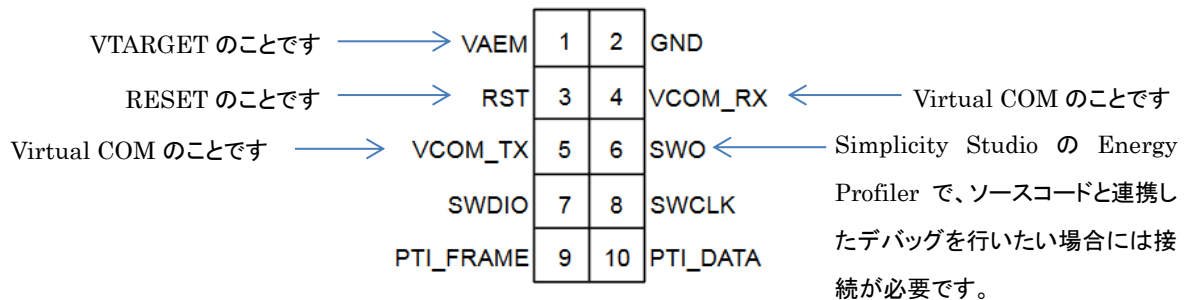 VTARGET のことです VAEM 1 2 GND
RESET のことです RST 3 4 VCOM_RX Virtual COM のことです
Virtual COM のことです VCOM_TX 5 6 SWO Simplicity Studio の Energy
SWDIO 7 8 SWCLK Profiler で、ソースコードと連携し
たデバッグを行いたい場合には接
PTI_FRAME 9 10 PTI_DATA
続が必要です。